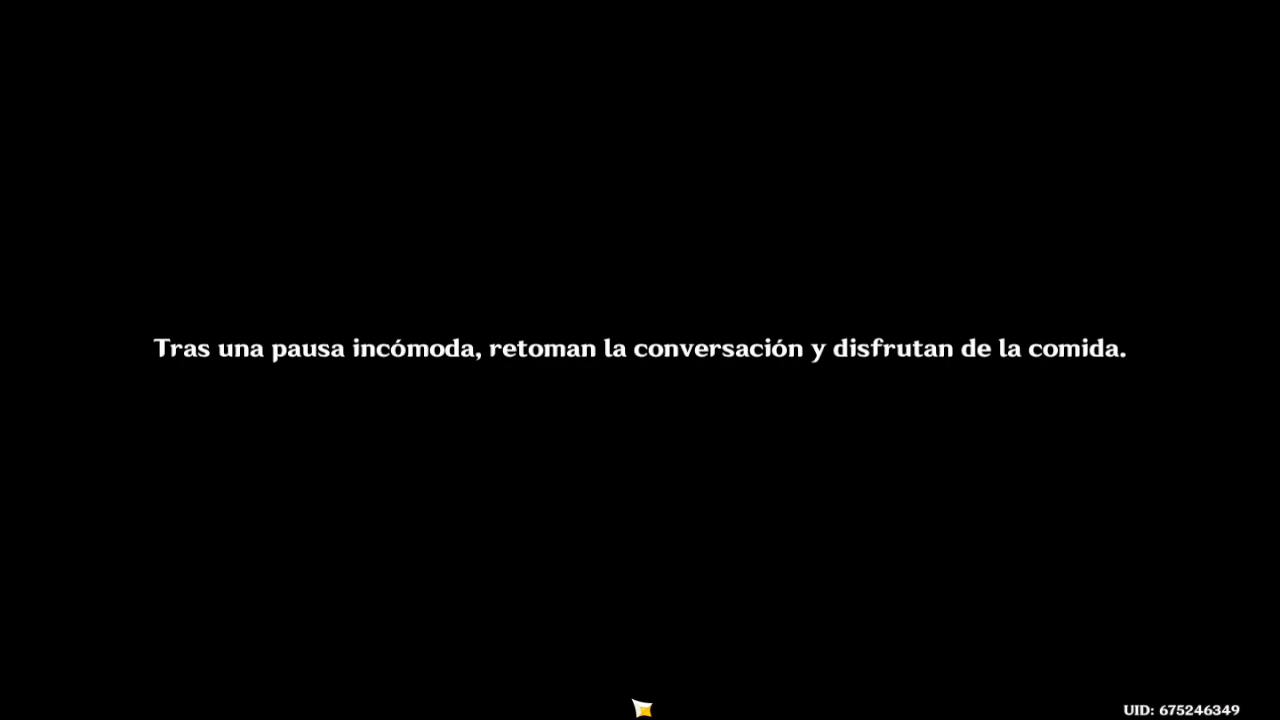 Tras una pausa incómoda, retoman la conversación y disfrutan de la comida.
UID: 675246349